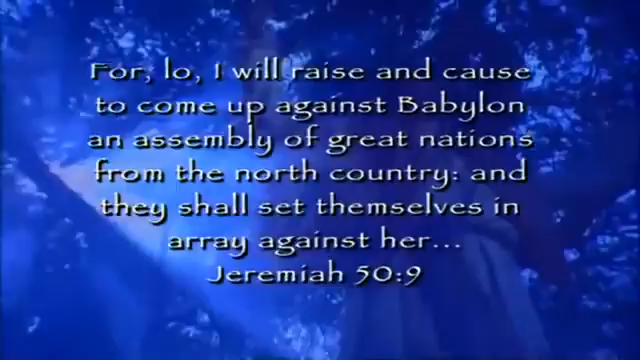 For, lo, I will raise and cause
to come up against Babylon
an assembly of great nations
from the north country: and
they shall set themselves in
array against her...
Jeremiah 50:9